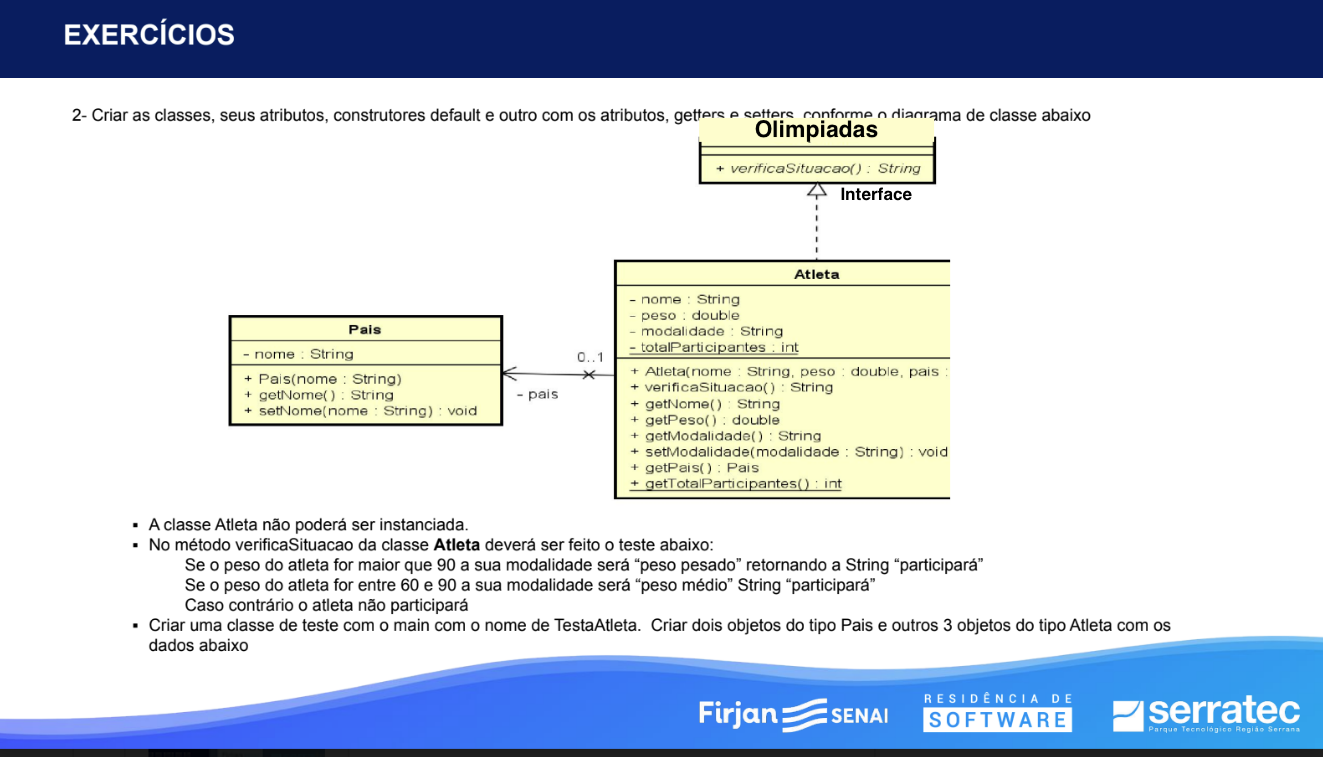 EXERCÍCIOS
2- Criar as classes, seus atributos, construtores default e outro com os atributos, getters e setters, conforme o diagrama de classe abaixo
Olimpiadas
+ verificaSituacao() : String
Interface
Atleta
- nome : String
- peso : double
- modalidade : String
- totalParticipantes : int
+ Atleta(nome : String, peso : double, pais :
+ verificaSituacao() : String
+ getNome() : String
+ getPeso() : double
+ getModalidade() : String
+ setModalidade(modalidade : String) : void
+ getPais() : Pais
+ getTotalParticipantes() : int
Pais
- nome : String
+ Pais(nome : String)
+ getNome() : String
+ setNome(nome : String) : void
0..1
- pais
▪ A classe Atleta não poderá ser instanciada.
▪ No método verificaSituacao da classe Atleta deverá ser feito o teste abaixo:
Se o peso do atleta for maior que 90 a sua modalidade será “peso pesado” retornando a String “participará”
Se o peso do atleta for entre 60 e 90 a sua modalidade será “peso médio” String “participará”
Caso contrário o atleta não participará
▪ Criar uma classe de teste com o main com o nome de TestaAtleta. Criar dois objetos do tipo Pais e outros 3 objetos do tipo Atleta com os
dados abaixo
Firjan SENAI
RESIDÊNCIA DE
SOFTWARE
serratec
Parque Tecnológico Região Serrana